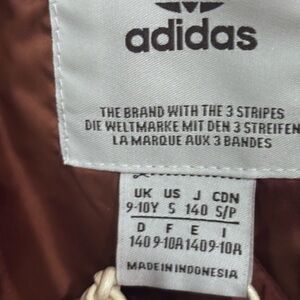 adidas
THE BRAND WITH THE 3 STRIPES
DIE WELTMARKE MIT DEN 3 STREIFEN
LA MARQUE AUX 3 BANDES
UK US J CDN
9-10Y S 140 S/P
D F E I
140 9-10A 140 9-10A
MADE IN INDONESIA